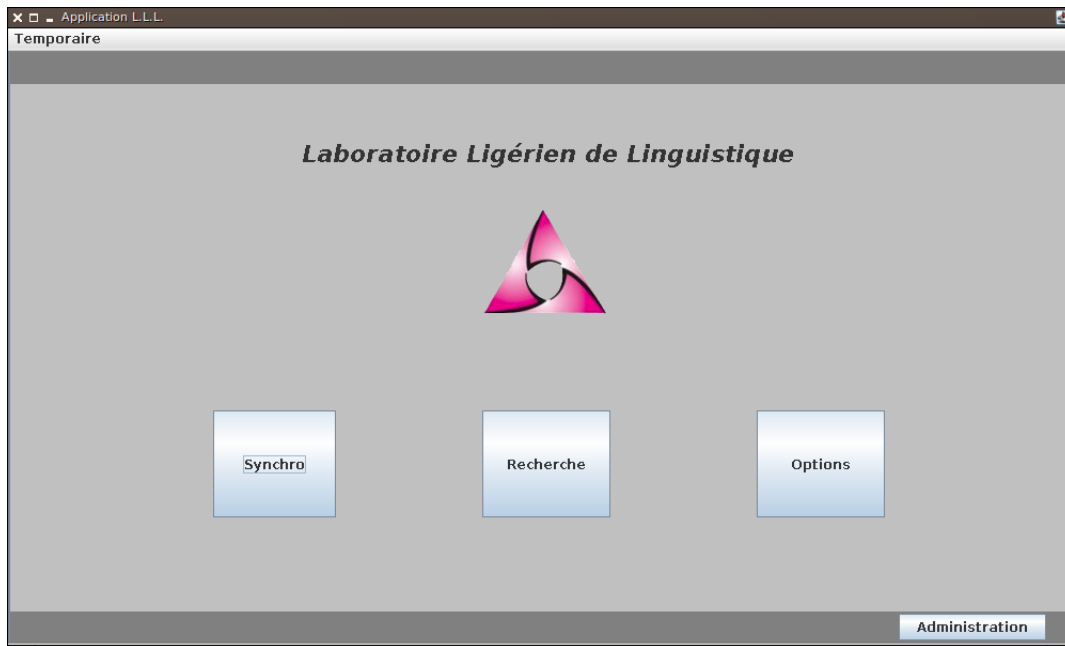 Application L.L.L.
Temporaire
Laboratoire Ligérien de Linguistique
Synchro
Recherche
Options
Administration